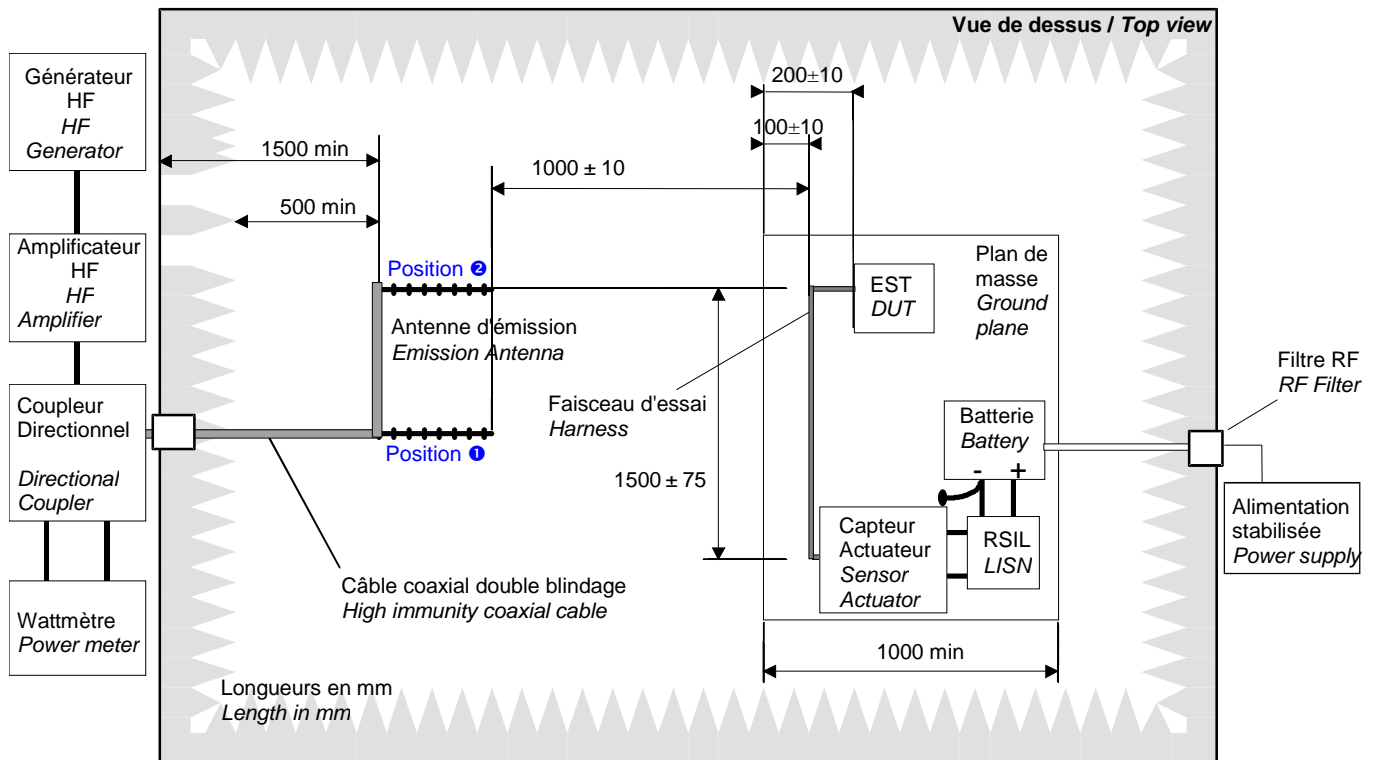 Vue de dessus / Top view
Générateur
HF
HF
Generator
Amplificateur
HF
HF
Amplifier
Coupleur
Directionnel
Directional
Coupler
Wattmètre
Power meter
1500 min
500 min
1000 ± 10
200±10
100±10
Position ❷
Antenne d'émission
Emission Antenna
Position ❶
EST
DUT
Plan de
masse
Ground
plane
Faisceau d'essai
Harness
1500 ± 75
Batterie
Battery
- +
Capteur
Actuateur
Sensor
Actuator
RSIL
LISN
Filtre RF
RF Filter
Alimentation
stabilisée
Power supply
Câble coaxial double blindage
High immunity coaxial cable
1000 min
Longueurs en mm
Length in mm